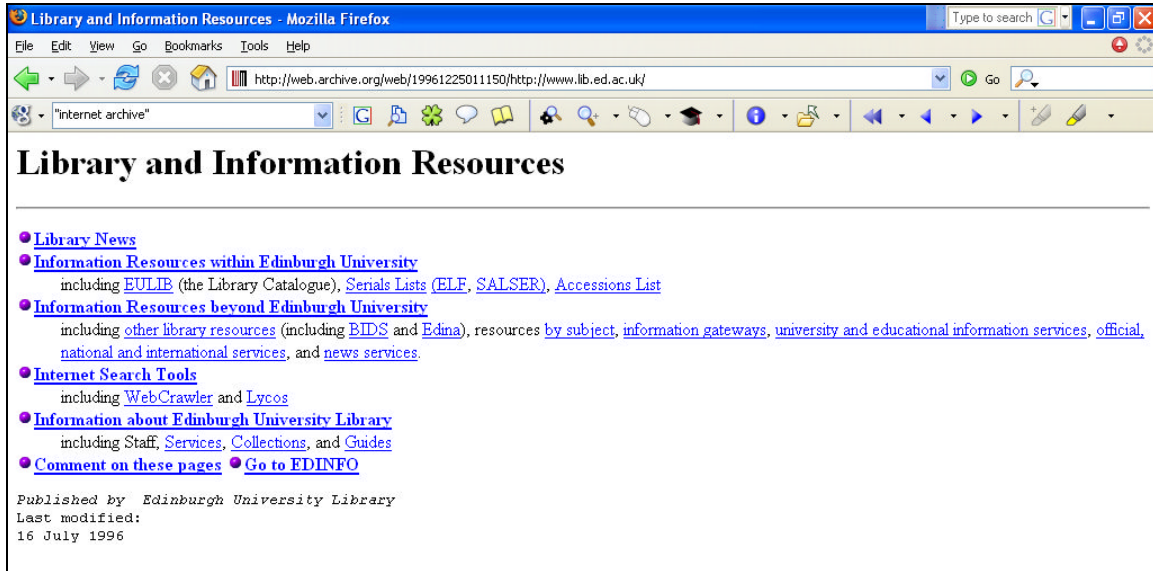 Library and Information Resources - Mozilla Firefox
Type to search G
File Edit View Go Bookmarks Tools Help
http://web.archive.org/web/19961225011150/http://www.lib.ed.ac.uk/ Go
"internet archive" G
Library and Information Resources
Library News
Information Resources within Edinburgh University
including EULIB (the Library Catalogue), Serials Lists (ELF, SALSER), Accessions List
Information Resources beyond Edinburgh University
including other library resources (including BIDS and Edina), resources by subject, information gateways, university and educational information services, official,
national and international services, and news services.
Internet Search Tools
including WebCrawler and Lycos
Information about Edinburgh University Library
including Staff, Services, Collections, and Guides
Comment on these pages Go to EDINFO
Published by Edinburgh University Library
Last modified:
16 July 1996